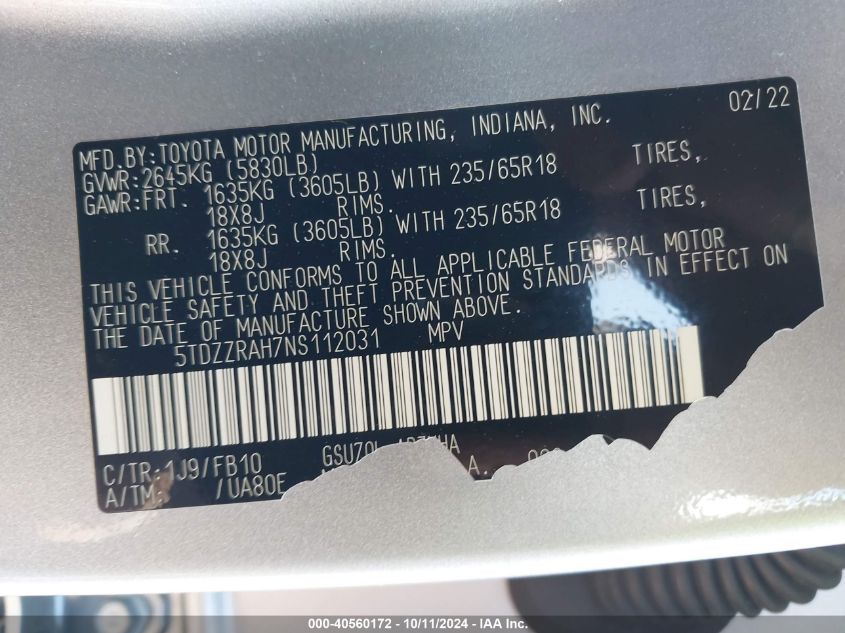 02/22
MFD.BY:TOYOTA MOTOR MANUFACTURING, INDIANA, INC.
GVWR:2645KG (5830LB)
GAWR:FRT. 1635KG (3605LB) WITH 235/65R18 TIRES,
18X8J RIMS.
RR. 1635KG (3605LB) WITH 235/65R18 TIRES,
18X8J RIMS.
THIS VEHICLE CONFORMS TO ALL APPLICABLE FEDERAL MOTOR
VEHICLE SAFETY AND THEFT PREVENTION STANDARDS IN EFFECT ON
THE DATE OF MANUFACTURE SHOWN ABOVE.
5TDZZRAH7NS112031 MPV
C/TR:1J9/FB10 GSU70L
A/TM: /UA80E
000-40560172 - 10/11/2024 - IAA Inc.